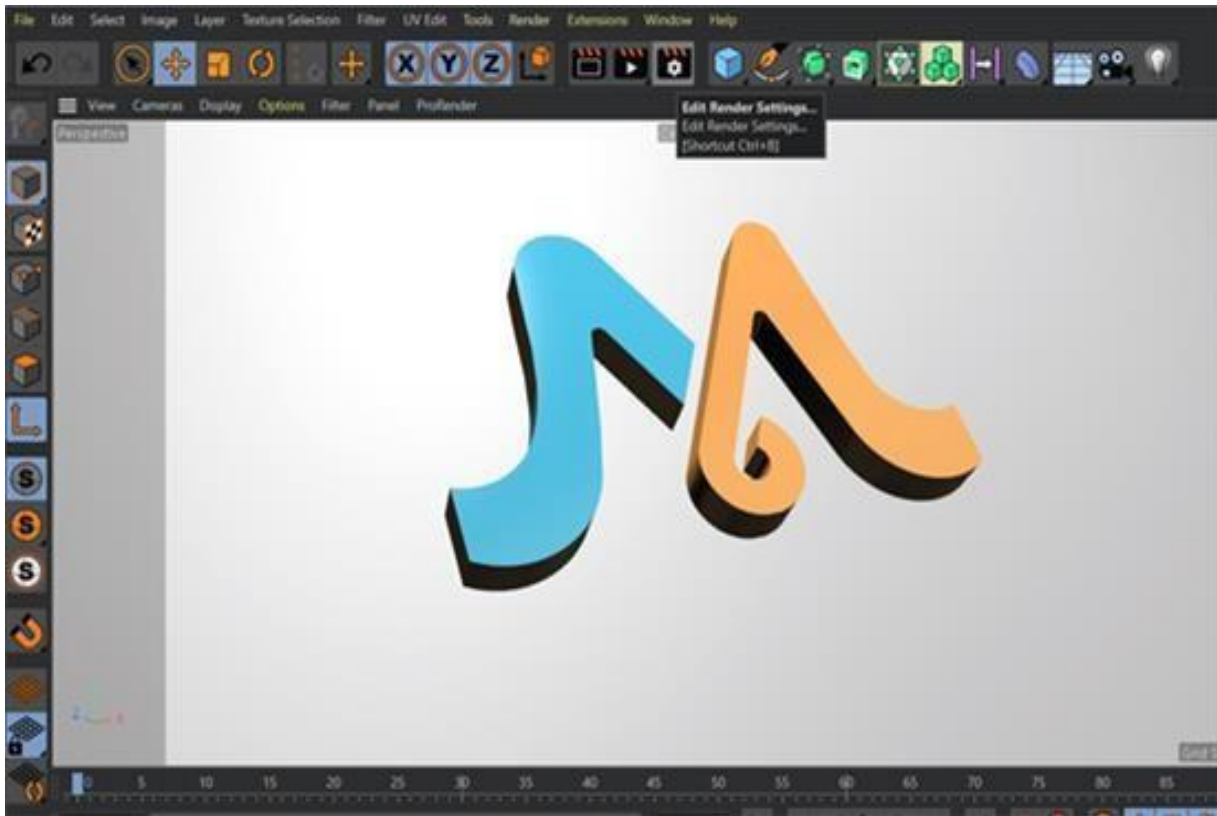 File Edit Select Image Layer Texture Selection Filter UV Edit Tools Render Extensions Window Help
X Y Z
View Cameras Display Options Filter Panel ProRender
Edit Render Settings...
Edit Render Settings...
[Shortcut Ctrl+B]
Perspective
S
S
S
Z X
0 5 10 15 20 25 30 35 40 45 50 55 60 65 70 75 80 85